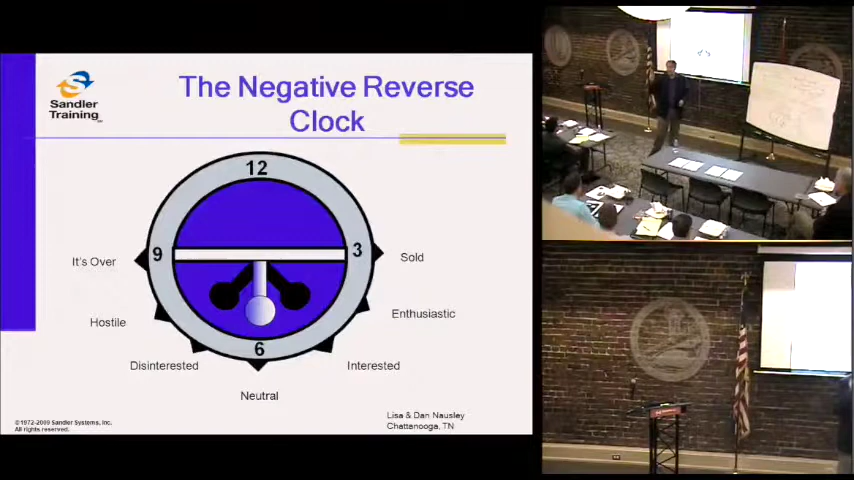 Sandler
Training
The Negative Reverse
Clock
12
9
3
6
It's Over
Sold
Hostile
Enthusiastic
Disinterested
Interested
Neutral
©1972-2009 Sandler Systems, Inc.
All rights reserved.
Lisa & Dan Nausley
Chattanooga, TN